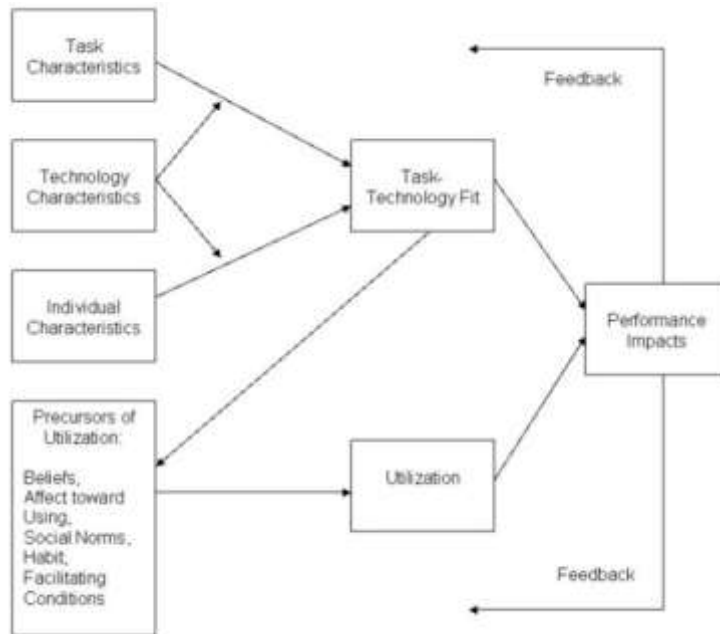 Task
Characteristics
Feedback
Technology
Characteristics
Task-
Technology Fit
Individual
Characteristics
Performance
Impacts
Precursors of
Utilization:
Beliefs,
Affect toward
Using,
Social Norms,
Habit,
Facilitating
Conditions
Utilization
Feedback